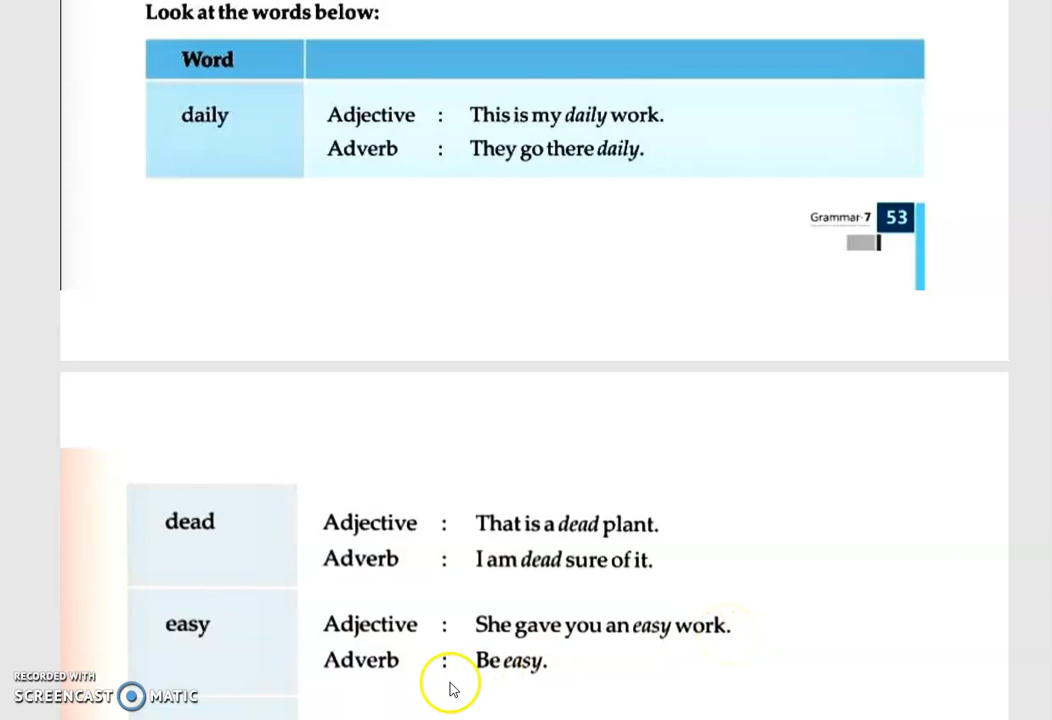 Look at the words below:
Word
daily Adjective : This is my daily work.
Adverb : They go there daily.
Grammar-7 53
dead Adjective : That is a dead plant.
Adverb : I am dead sure of it.
easy Adjective : She gave you an easy work.
Adverb : Be easy.
RECORDED WITH
SCREENCAST MATIC